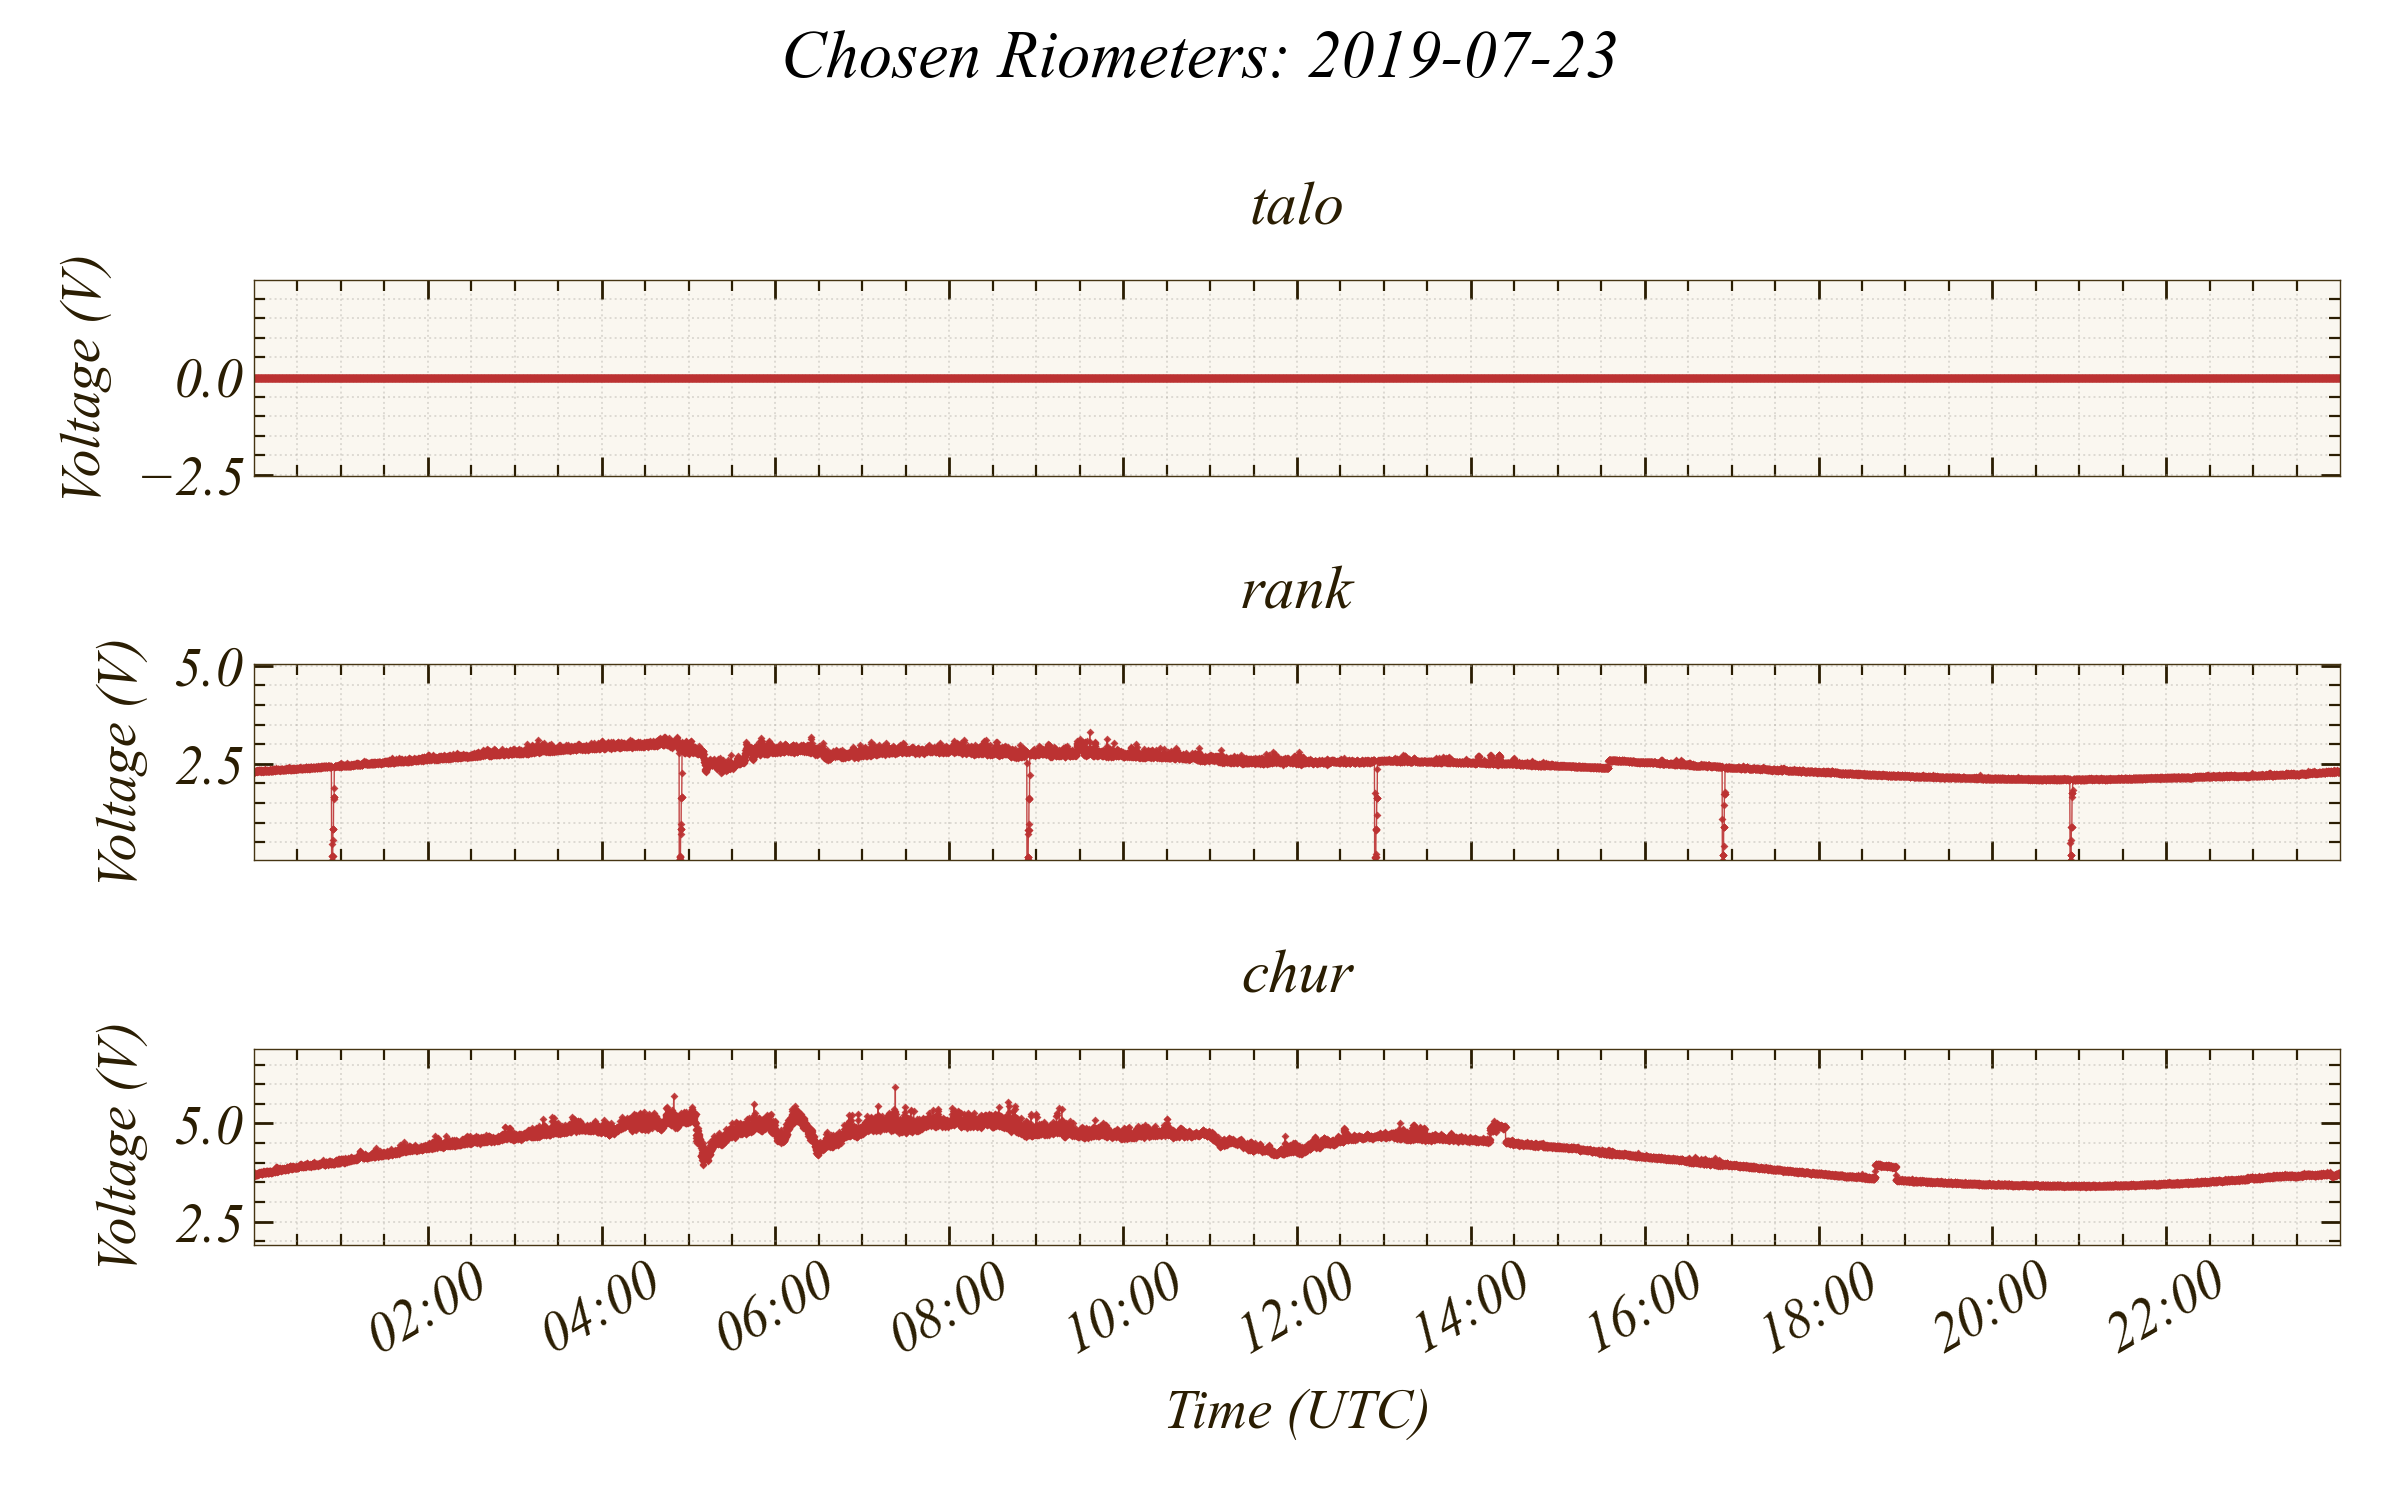 Chosen Riometers: 2019-07-23
talo
Voltage (V)
0.0
−2.5
rank
Voltage (V)
5.0
2.5
chur
Voltage (V)
5.0
2.5
02:00 04:00 06:00 08:00 10:00 12:00 14:00 16:00 18:00 20:00 22:00
Time (UTC)